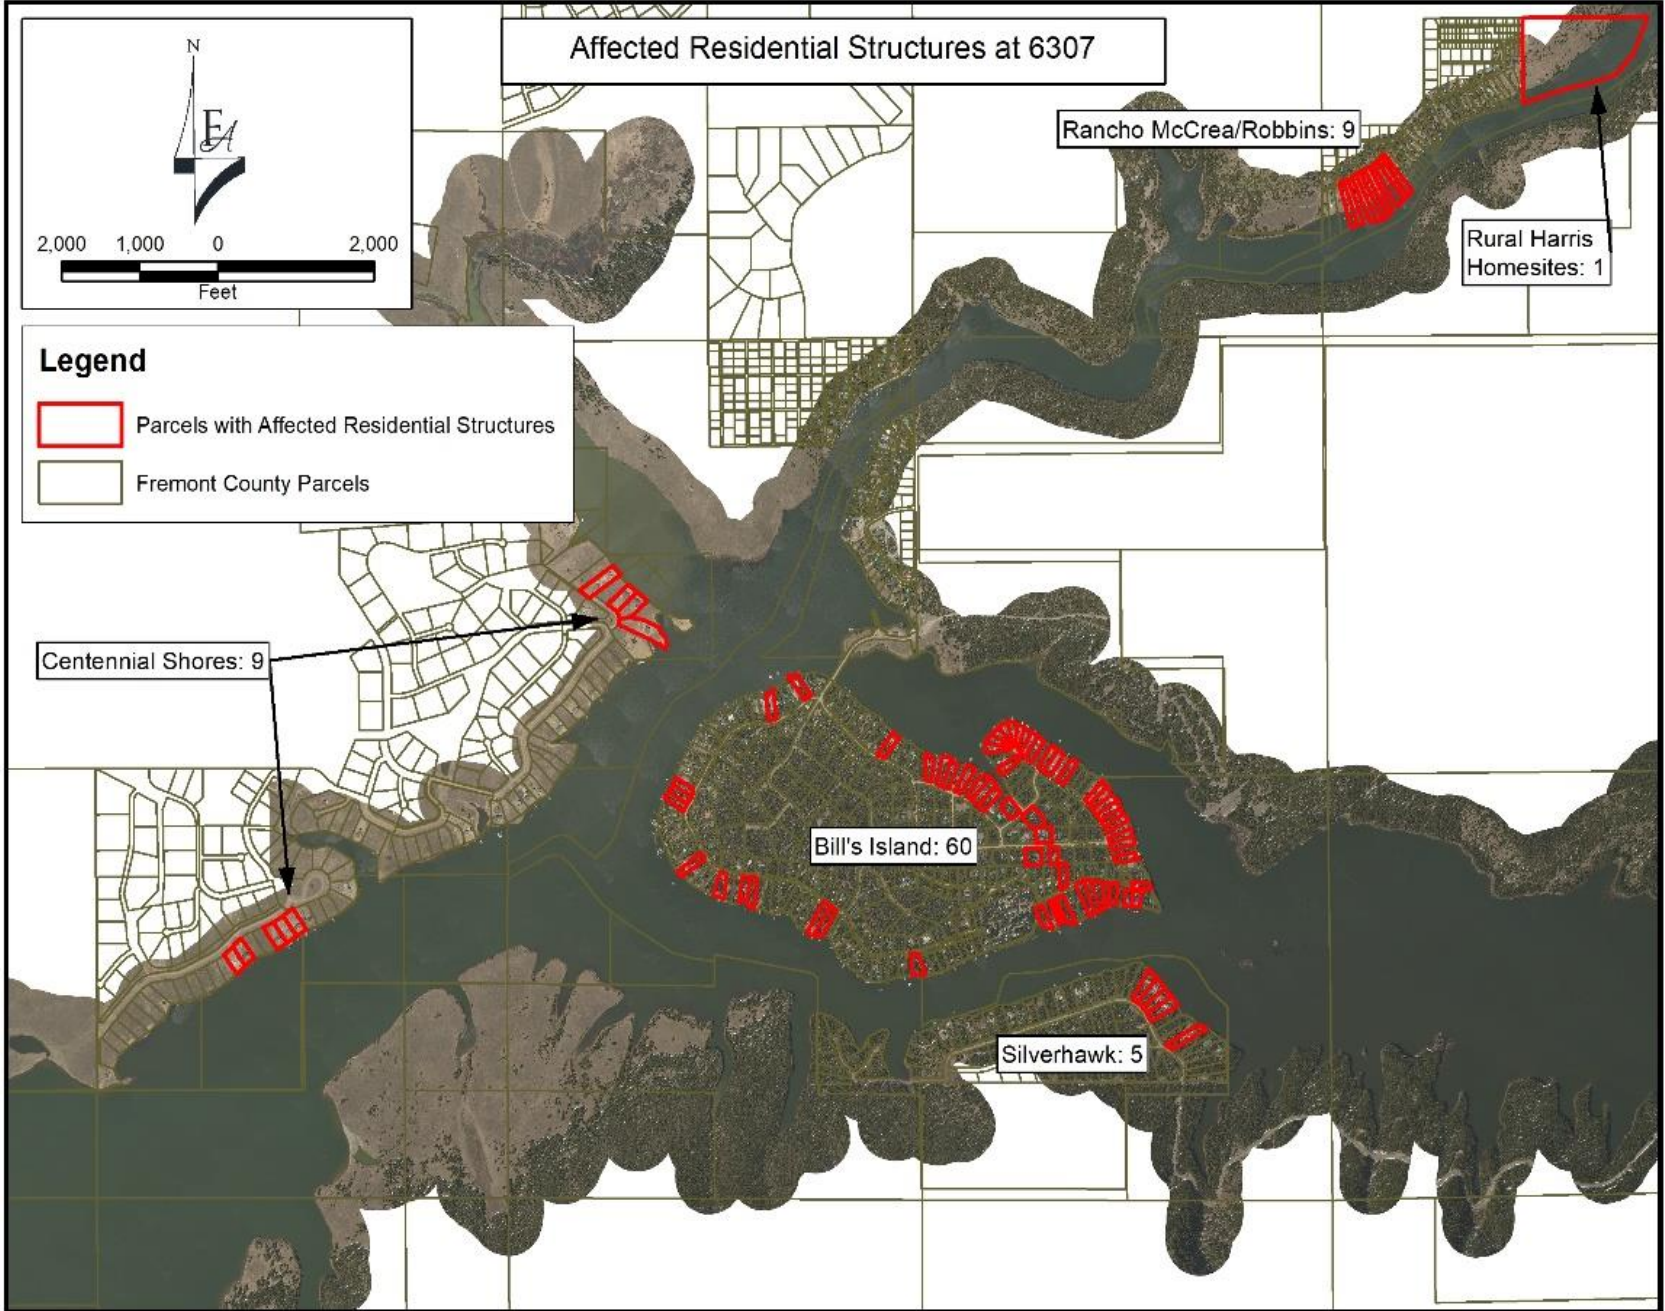 Affected Residential Structures at 6307
N
FA
2,000 1,000 0 2,000
Feet
Rancho McCrea/Robbins: 9
Rural Harris
Homesites: 1
Legend
Parcels with Affected Residential Structures
Fremont County Parcels
Centennial Shores: 9
Bill's Island: 60
Silverhawk: 5